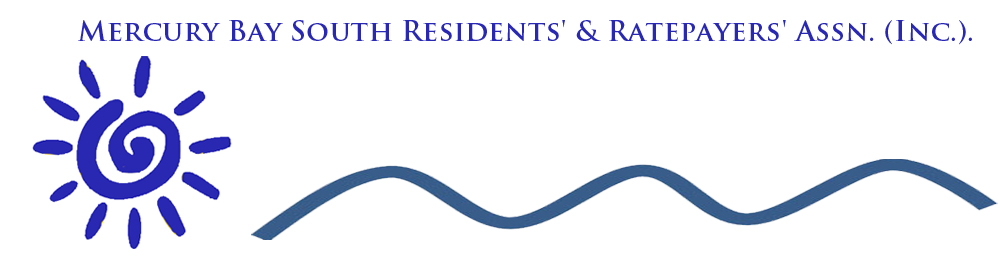 Mercury Bay South Residents' & Ratepayers' Assn. (Inc.).